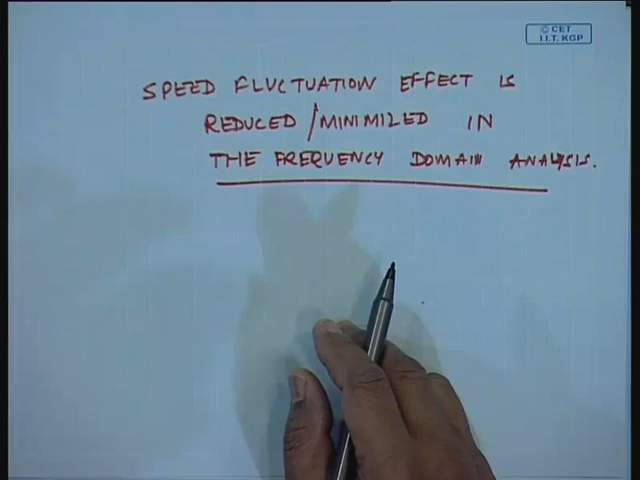 © CET
I.I.T. KGP
SPEED FLUCTUATION EFFECT IS
REDUCED/MINIMIZED IN
THE FREQUENCY DOMAIN ANALYSIS.